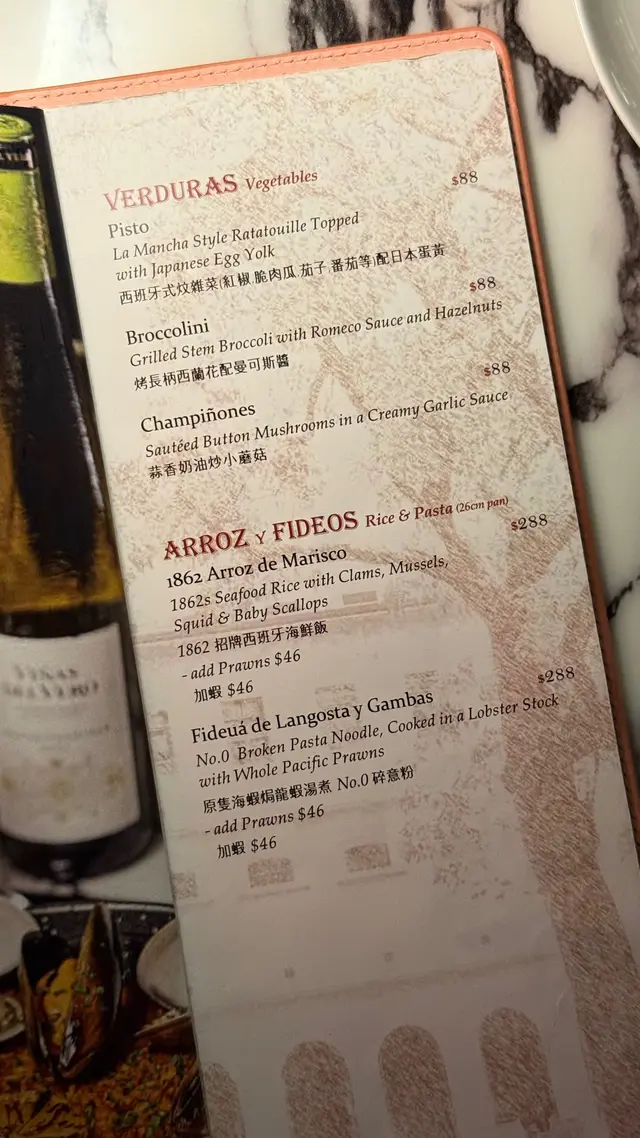 VERDURAS Vegetables
Pisto $88
La Mancha Style Ratatouille Topped
with Japanese Egg Yolk
西班牙式炆雜菜(紅椒,脆肉瓜,茄子,番茄等)配日本蛋黃
Broccolini $88
Grilled Stem Broccoli with Romeco Sauce and Hazelnuts
烤長柄西蘭花配曼可斯醬
Champiñones $88
Sautéed Button Mushrooms in a Creamy Garlic Sauce
蒜香奶油炒小蘑菇
ARROZ Y FIDEOS Rice & Pasta (26cm pan)
1862 Arroz de Marisco $288
1862s Seafood Rice with Clams, Mussels,
Squid & Baby Scallops
1862 招牌西班牙海鮮飯
- add Prawns $46
加蝦 $46
Fideuá de Langosta y Gambas $288
No.0 Broken Pasta Noodle, Cooked in a Lobster Stock
with Whole Pacific Prawns
原隻海蝦焗龍蝦湯煮 No.0 碎意粉
- add Prawns $46
加蝦 $46